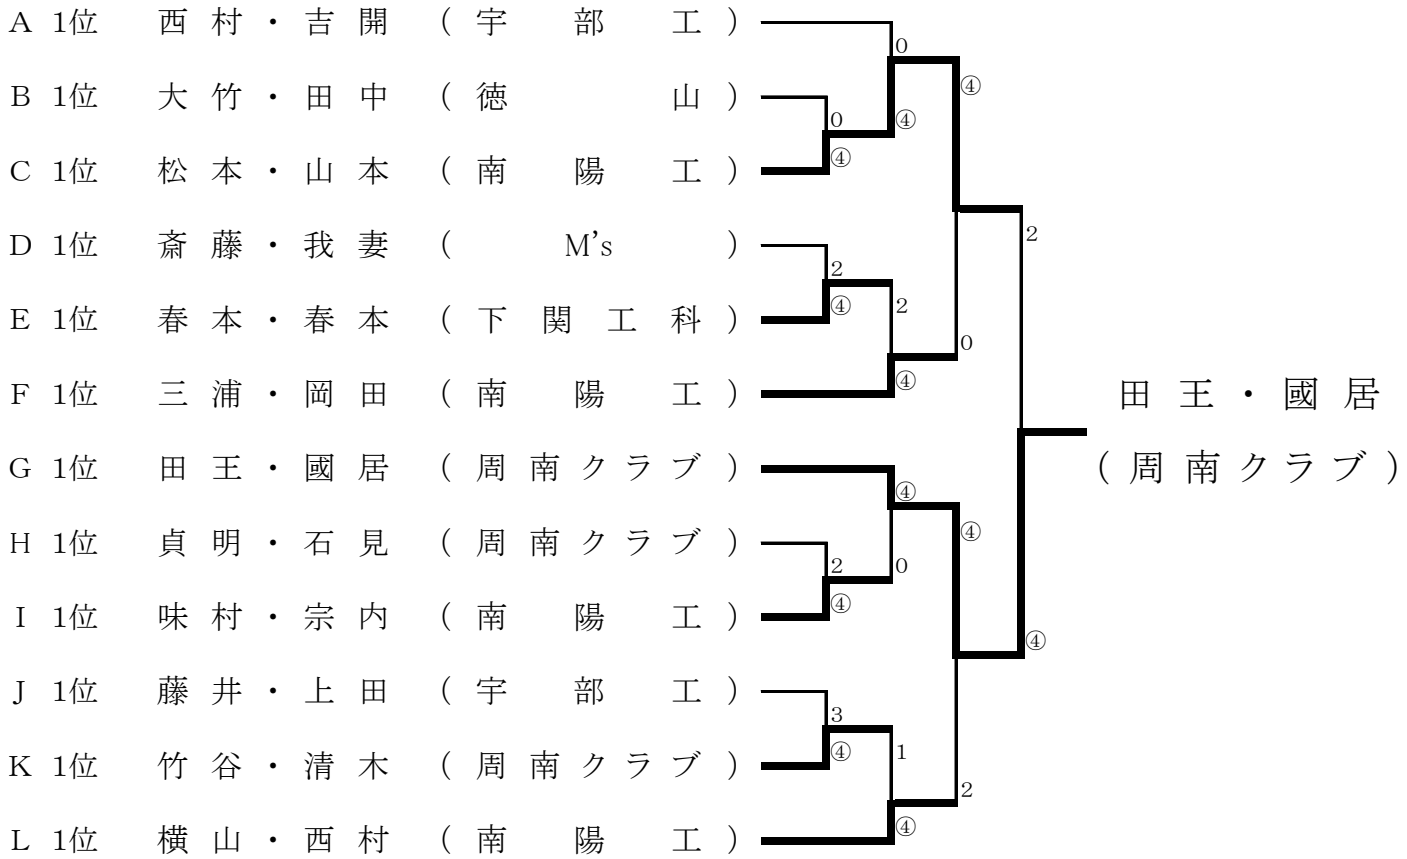 A 1位 西村・吉開 (宇部工)
0
④
B 1位 大竹・田中 (徳山)
0
④
C 1位 松本・山本 (南陽工)
④
D 1位 斎藤・我妻 (M's)
2
2
E 1位 春本・春本 (下関工科)
④
2
0
F 1位 三浦・岡田 (南陽工)
④
田王・國居
G 1位 田王・國居 (周南クラブ)
(周南クラブ)
④
④
H 1位 貞明・石見 (周南クラブ)
2
0
I 1位 味村・宗内 (南陽工)
④
④
J 1位 藤井・上田 (宇部工)
3
K 1位 竹谷・清木 (周南クラブ)
④
1
2
L 1位 横山・西村 (南陽工)
④